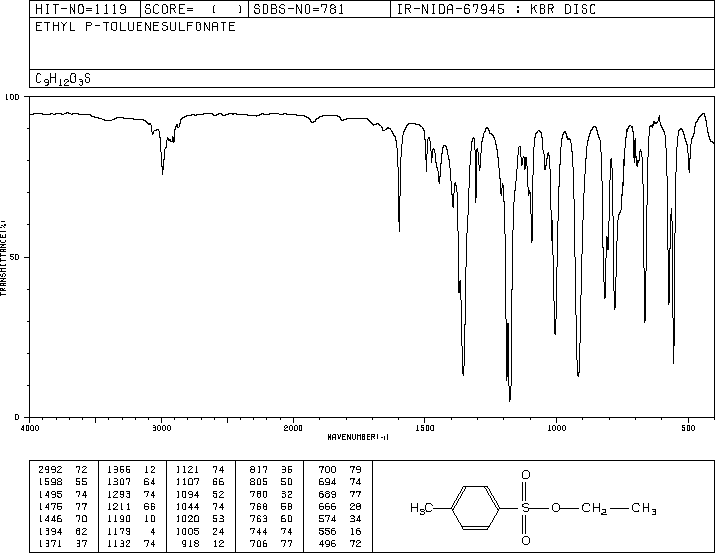 HIT-NO=1119 SCORE= ( ) SDBS-NO=781 IR-NIDA-67945 : KBR DISC
ETHYL P-TOLUENESULFONATE
C9H12O3S
100
50
0
TRANSMITTANCE(%)
4000 3000 2000 1500 1000 500
WAVENUMBER(-1)
2992 72 1366 12 1121 74 817 36 700 79
1598 55 1307 64 1107 66 805 50 694 74
1495 74 1293 74 1094 52 780 32 689 77
1475 77 1211 66 1044 74 768 58 666 28
1446 70 1190 10 1020 53 763 60 574 34
1394 62 1179 4 1005 24 744 74 556 16
1371 37 1132 74 918 12 706 77 496 72
O
H3C S O CH2 CH3
O